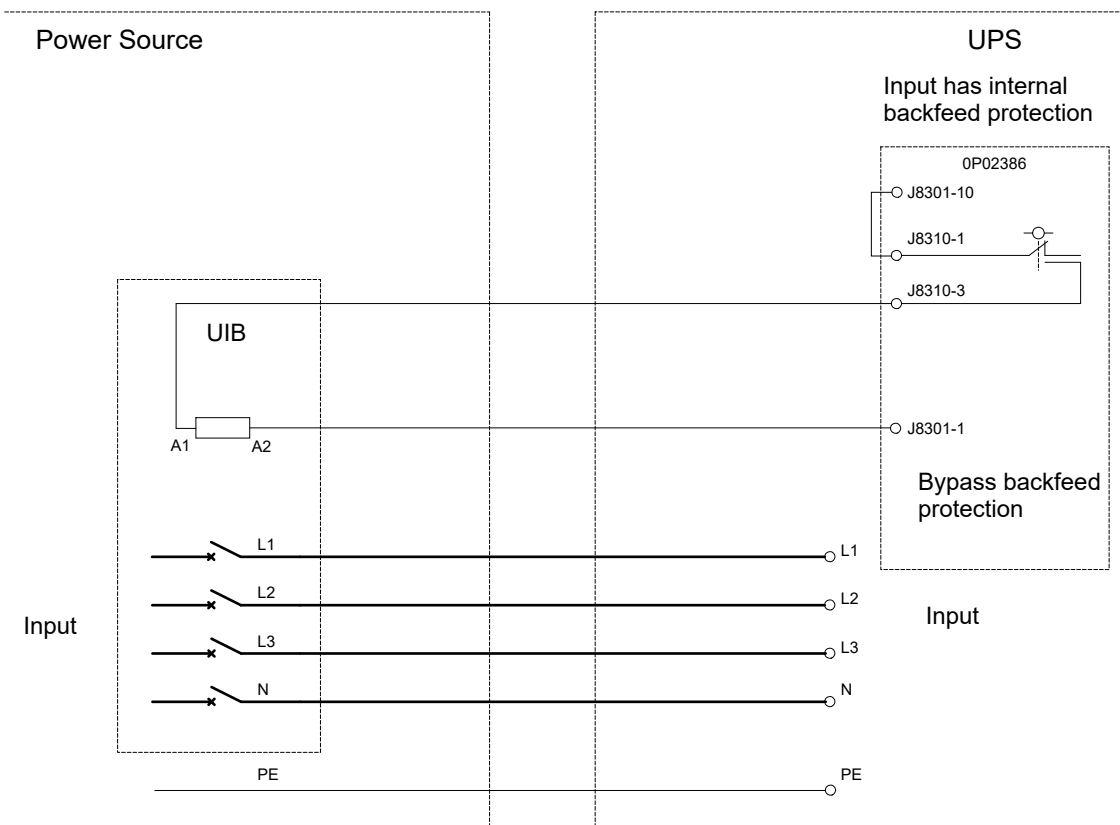 Power Source
UPS
Input has internal
backfeed protection
0P02386
J8301-10
J8310-1
J8310-3
UIB
A1
A2
J8301-1
Bypass backfeed
protection
L1
L1
L2
L2
Input
Input
L3
L3
N
N
PE
PE